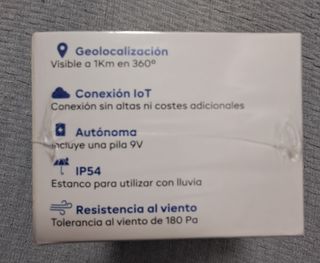 Geolocalización
Visible a 1Km en 360º
Conexión IoT
Conexión sin altas ni costes adicionales
Autónoma
Incluye una pila 9V
IP54
Estanco para utilizar con lluvia
Resistencia al viento
Tolerancia al viento de 180 Pa